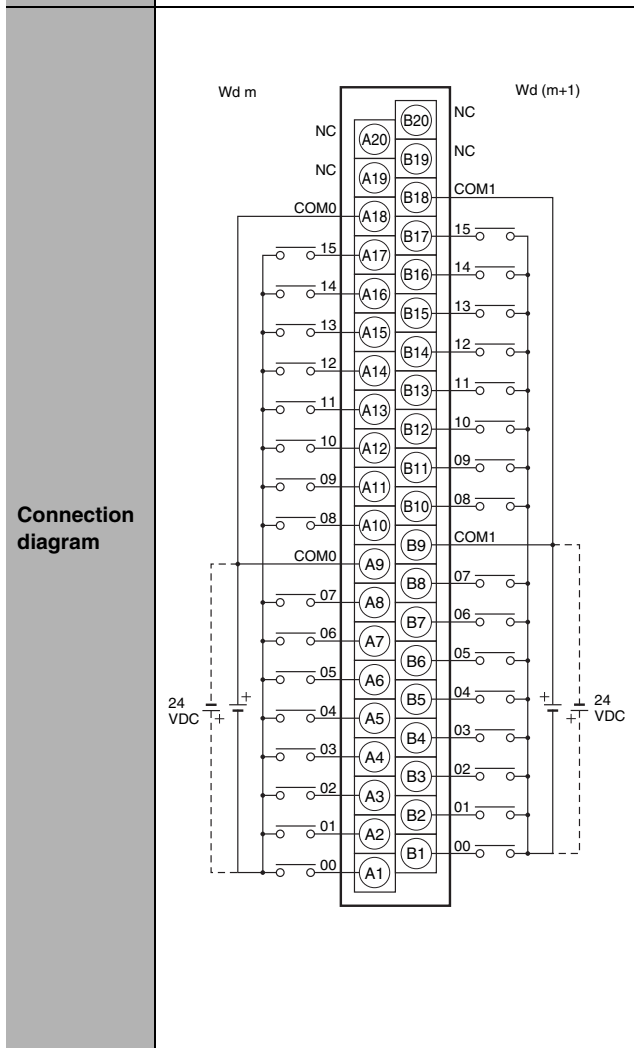 Connection
diagram
Wd m
Wd (m+1)
NC A20
NC A19
COM0 A18
15 A17
14 A16
13 A15
12 A14
11 A13
10 A12
09 A11
08 A10
COM0 A9
07 A8
06 A7
05 A6
04 A5
03 A4
02 A3
01 A2
00 A1
24
VDC
+ +
B20 NC
B19 NC
B18 COM1
B17 15
B16 14
B15 13
B14 12
B13 11
B12 10
B11 09
B10 08
B9 COM1
B8 07
B7 06
B6 05
B5 04
B4 03
B3 02
B2 01
B1 00
+ +
24
VDC